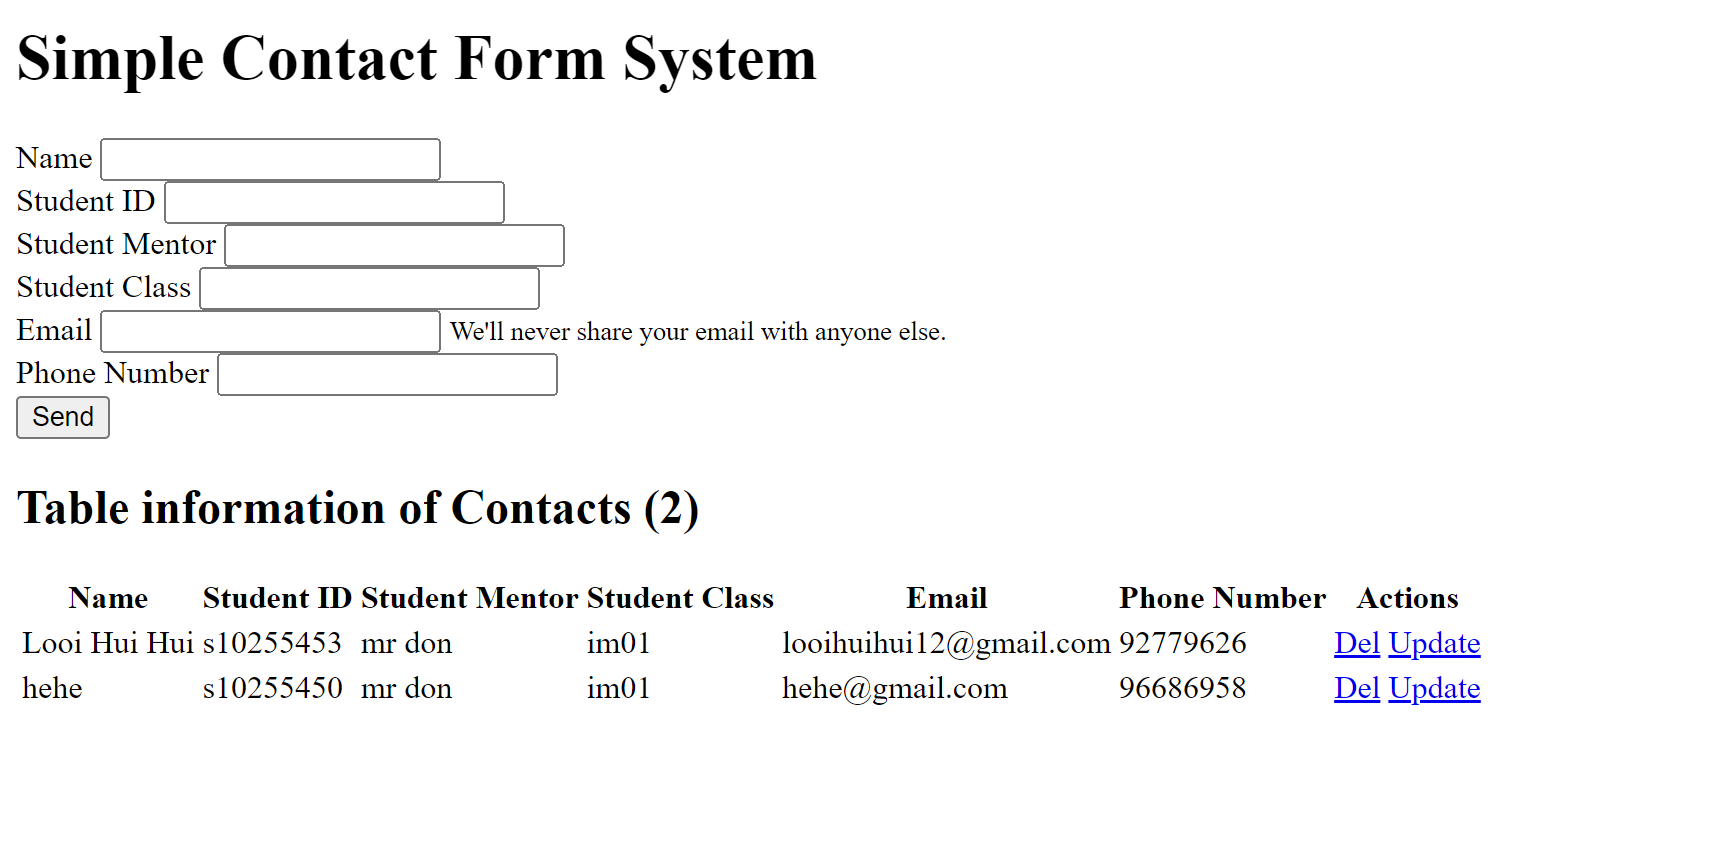 Simple Contact Form System
Name
Student ID
Student Mentor
Student Class
Email We'll never share your email with anyone else.
Phone Number
Send
Table information of Contacts (2)
Name Student ID Student Mentor Student Class Email Phone Number Actions
Looi Hui Hui s10255453 mr don im01 looihuihui12@gmail.com 92779626 Del Update
hehe s10255450 mr don im01 hehe@gmail.com 96686958 Del Update